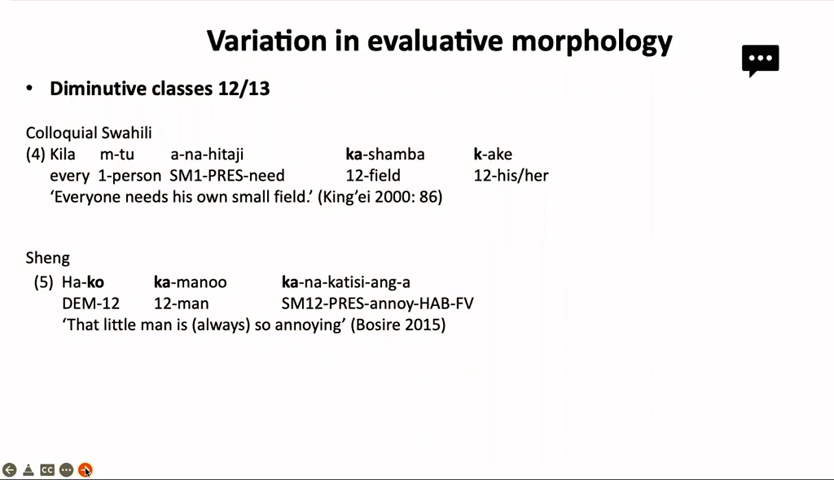 Variation in evaluative morphology
• Diminutive classes 12/13
Colloquial Swahili
(4) Kila m-tu a-na-hitaji ka-shamba k-ake
every 1-person SM1-PRES-need 12-field 12-his/her
‘Everyone needs his own small field.’ (King’ei 2000: 86)
Sheng
(5) Ha-ko ka-manoo ka-na-katisi-ang-a
DEM-12 12-man SM12-PRES-annoy-HAB-FV
‘That little man is (always) so annoying’ (Bosire 2015)
CC